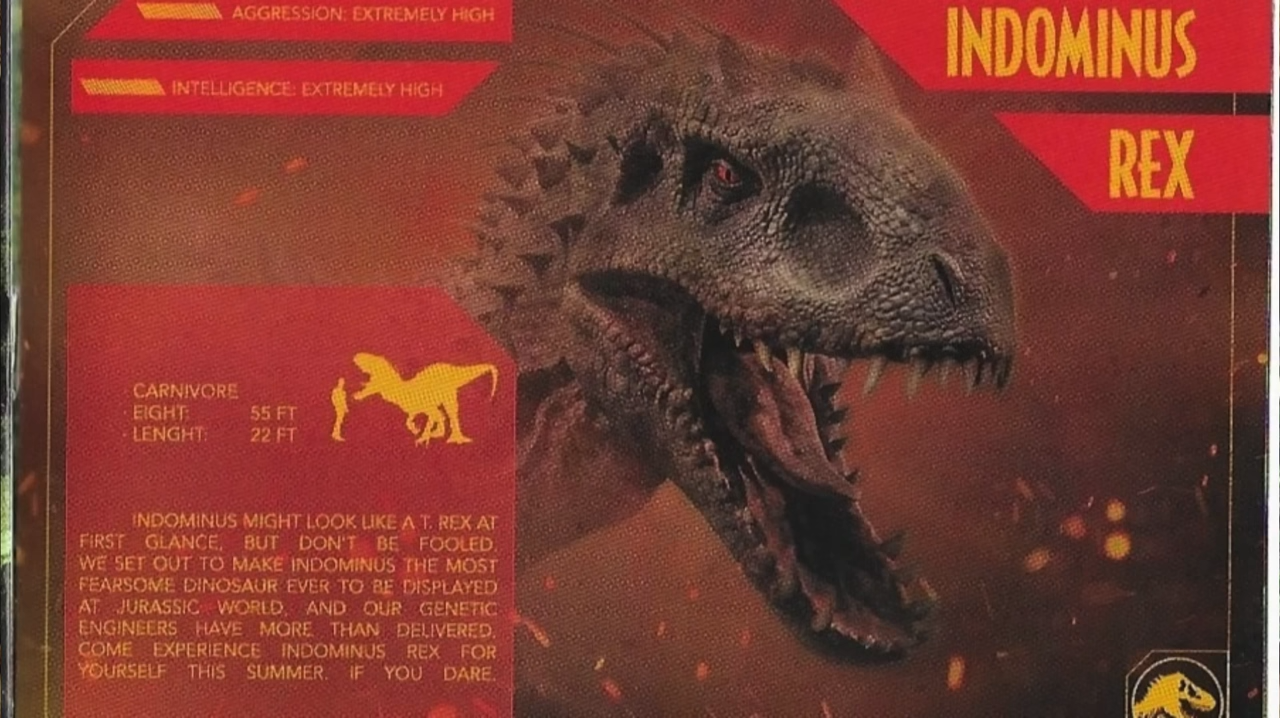 AGGRESSION: EXTREMELY HIGH
INTELLIGENCE: EXTREMELY HIGH
INDOMINUS
REX
CARNIVORE
· EIGHT: 55 FT
· LENGHT: 22 FT
INDOMINUS MIGHT LOOK LIKE A T. REX AT
FIRST GLANCE, BUT DON'T BE FOOLED.
WE SET OUT TO MAKE INDOMINUS THE MOST
FEARSOME DINOSAUR EVER TO BE DISPLAYED
AT JURASSIC WORLD, AND OUR GENETIC
ENGINEERS HAVE MORE THAN DELIVERED.
COME EXPERIENCE INDOMINUS REX FOR
YOURSELF THIS SUMMER. IF YOU DARE.